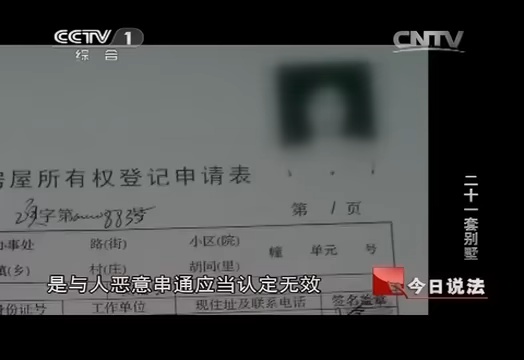 CCTV 1
综合
CNTV
房屋所有权登记申请表
字第 883号
第 1 页
办事处 路(街) 小区(院) 幢 单元 号
镇(乡) 村(庄) 胡同(里)
是与人恶意串通应当认定无效
身份证号 工作单位 现住址及联系电话 签名盖章
二十一套别墅
今日说法